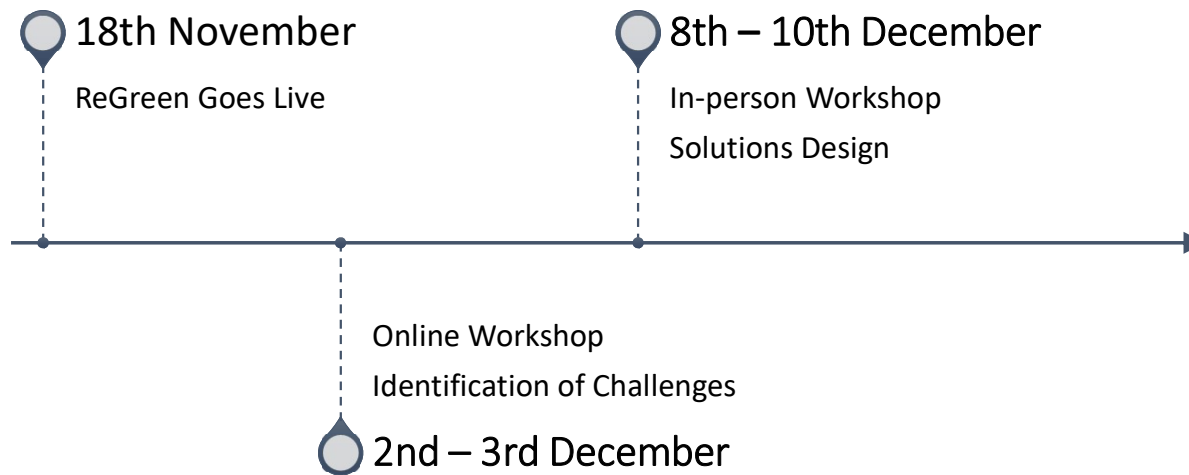 18th November
ReGreen Goes Live
8th – 10th December
In-person Workshop
Solutions Design
Online Workshop
Identification of Challenges
2nd – 3rd December